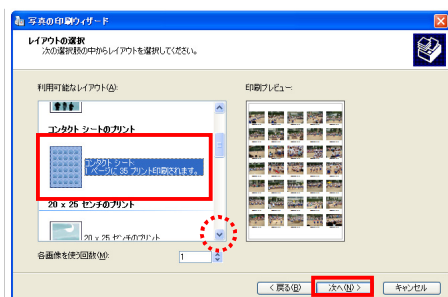 写真の印刷ウィザード
レイアウトの選択
次の選択肢の中からレイアウトを選択してください。
利用可能なレイアウト(A):
印刷プレビュー:
コンタクト シートのプリント
コンタクト シート
1 ページに 35 プリント印刷されます。
20 x 25 センチのプリント
20 x 25 センチのプリント
各画像を使う回数(M):
1
< 戻る(B)
次へ(N) >
キャンセル